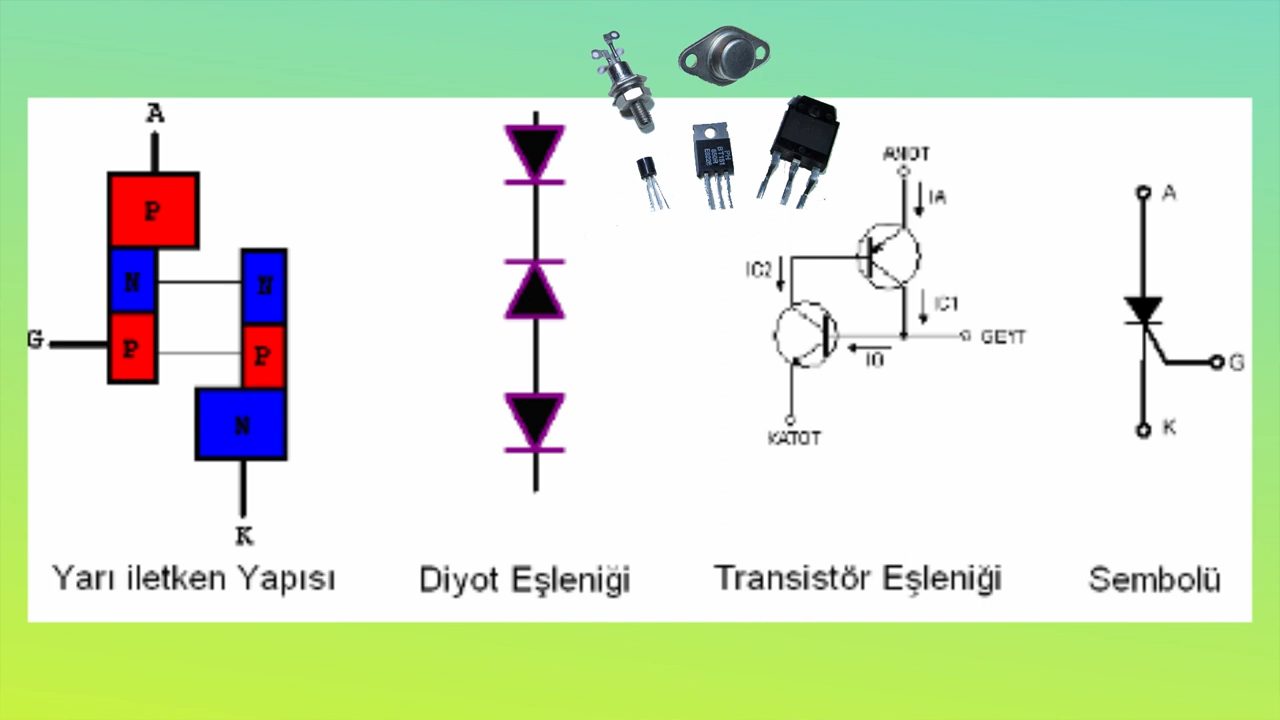 A
P
N
N
G
P
P
N
K
ANOT
IA
IC2
IC1
GEYT
IG
KATOT
A
G
K
Yarı iletken Yapısı
Diyot Eşleniği
Transistör Eşleniği
Sembolü